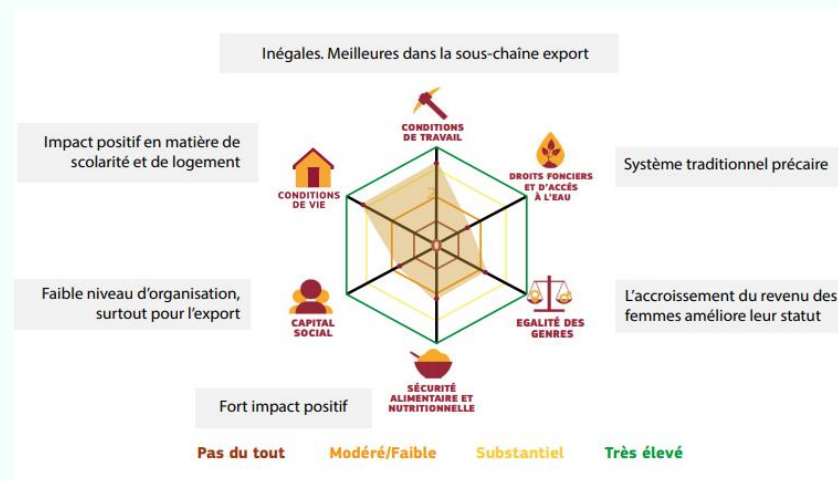 Inégales. Meilleures dans la sous-chaîne export
CONDITIONS
DE TRAVAIL
Impact positif en matière de
scolarité et de logement
CONDITIONS
DE VIE
DROITS FONCIERS
ET D'ACCÉS
À L'EAU
Système traditionnel précaire
2
0
Faible niveau d'organisation,
surtout pour l'export
CAPITAL
SOCIAL
EGALITÉ DES
GENRES
L'accroissement du revenu des
femmes améliore leur statut
SÉCURITÉ
ALIMENTAIRE ET
NUTRITIONNELLE
Fort impact positif
Pas du tout
Modéré/Faible
Substantiel
Très élevé